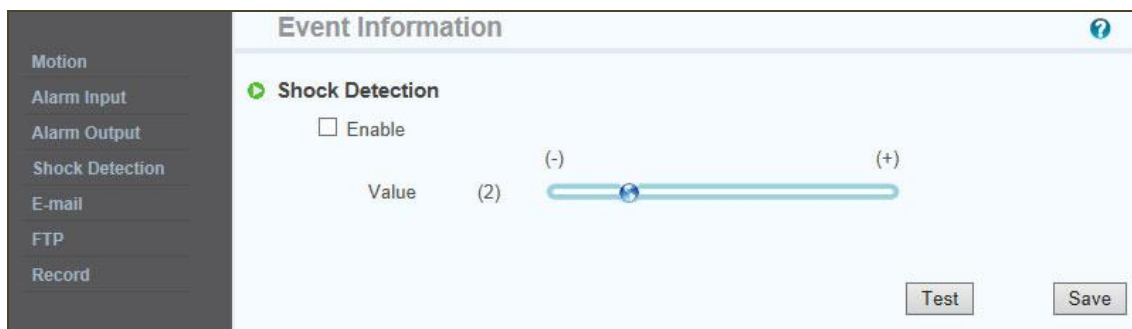 Event Information
?
Motion
Alarm Input
Alarm Output
Shock Detection
E-mail
FTP
Record
Shock Detection
Enable
(-) (+)
Value (2)
Test Save